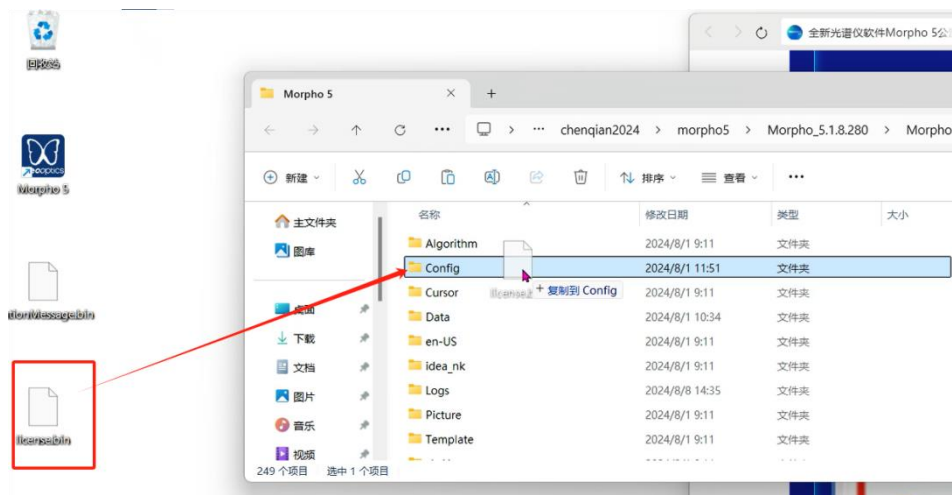 回收站
Morpho 5
tionMessage.bin
license.bin
全新光谱仪软件Morpho 5公
Morpho 5
chenqian2024 > morpho5 > Morpho_5.1.8.280 > Morpho
新建
排序
查看
主文件夹
图库
桌面
下载
文档
图片
音乐
视频
名称 修改日期 类型 大小
Algorithm 2024/8/1 9:11 文件夹
Config 2024/8/1 11:51 文件夹
Cursor 2024/8/1 9:11 文件夹
Data 2024/8/1 10:34 文件夹
en-US 2024/8/1 9:11 文件夹
idea_nk 2024/8/1 9:11 文件夹
Logs 2024/8/8 14:35 文件夹
Picture 2024/8/1 9:11 文件夹
Template 2024/8/1 9:11 文件夹
+ 复制到 Config
249 个项目 选中 1 个项目